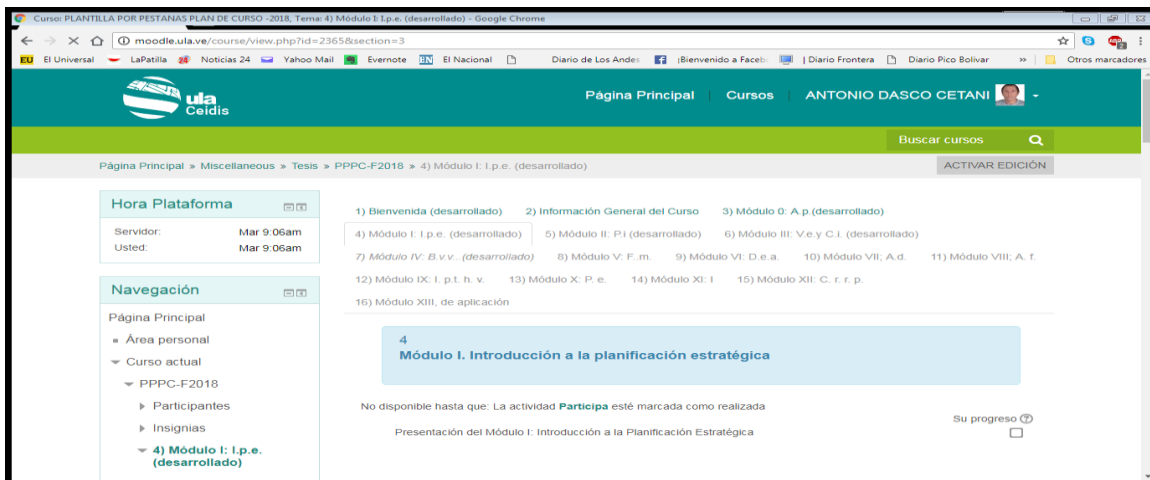 Curso: PLANTILLA POR PESTANAS PLAN DE CURSO -2018, Tema: 4) Módulo I: I.p.e. (desarrollado) - Google Chrome
moodle.ula.ve/course/view.php?id=2365&section=3
EU El Universal LaPatilla 24 Noticias 24 Yahoo Mail Evernote EN El Nacional Diario de Los Andes ¡Bienvenido a Faceb: | Diario Frontera Diario Pico Bolivar » Otros marcadores
ula
Ceidis
Página Principal Cursos ANTONIO DASCO CETANI
Buscar cursos
Página Principal » Miscellaneous » Tesis » PPPC-F2018 » 4) Módulo I: I.p.e. (desarrollado)
ACTIVAR EDICIÓN
Hora Plataforma
Servidor: Mar 9:06am
Usted: Mar 9:06am
Navegación
Página Principal
Área personal
Curso actual
PPPC-F2018
Participantes
Insignias
4) Módulo I: I.p.e.
(desarrollado)
1) Bienvenida (desarrollado) 2) Información General del Curso 3) Módulo 0: A.p.(desarrollado)
4) Módulo I: I.p.e. (desarrollado) 5) Módulo II: P.i (desarrollado) 6) Módulo III: V.e.y C.i. (desarrollado)
7) Módulo IV: B.v.v...(desarrollado) 8) Módulo V: F..m. 9) Módulo VI: D.e.a. 10) Módulo VII; A.d. 11) Módulo VIII; A. f.
12) Módulo IX: I. p.t. h. v. 13) Módulo X: P. e. 14) Módulo XI: I 15) Módulo XII: C. r. r. p.
16) Módulo XIII, de aplicación
4
Módulo I. Introducción a la planificación estratégica
No disponible hasta que: La actividad Participa esté marcada como realizada
Su progreso
Presentación del Módulo I: Introducción a la Planificación Estratégica